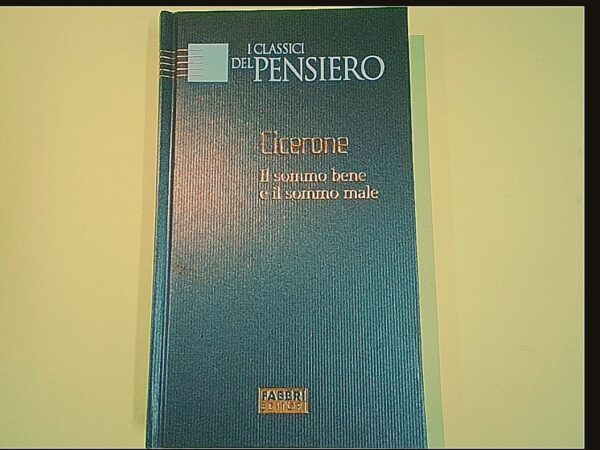 I CLASSICI
DEL PENSIERO
Cicerone
Il sommo bene
e il sommo male
FABBRI
EDITORI